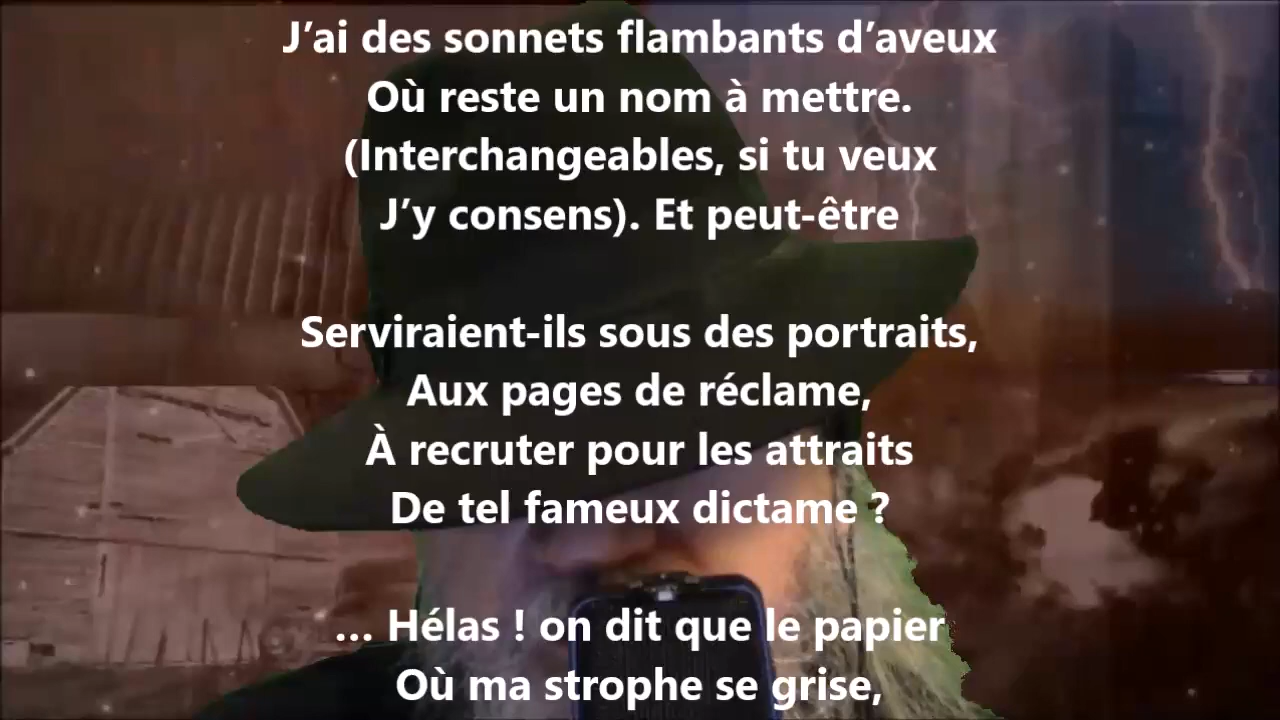 J’ai des sonnets flambants d’aveux
Où reste un nom à mettre.
(Interchangeables, si tu veux
J’y consens). Et peut-être
Serviraient-ils sous des portraits,
Aux pages de réclame,
À recruter pour les attraits
De tel fameux dictame ?
… Hélas ! on dit que le papier
Où ma strophe se grise,